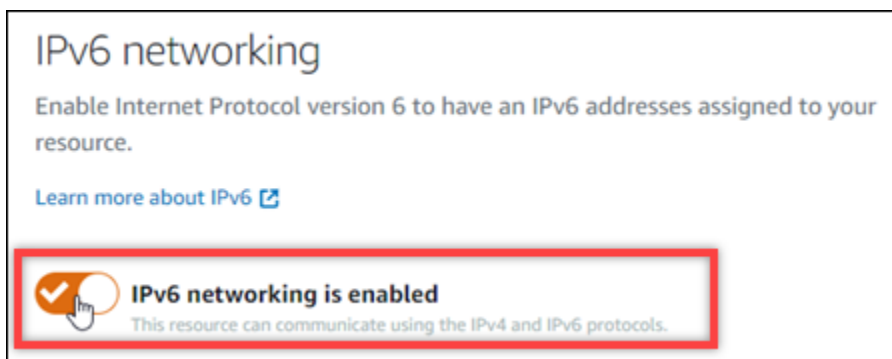 IPv6 networking
Enable Internet Protocol version 6 to have an IPv6 addresses assigned to your
resource.
Learn more about IPv6
IPv6 networking is enabled
This resource can communicate using the IPv4 and IPv6 protocols.